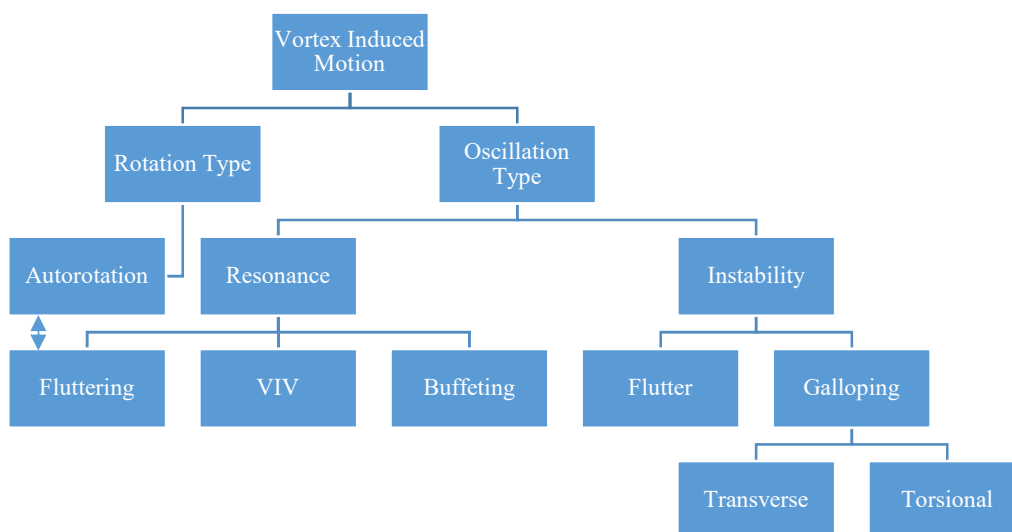 Vortex Induced
Motion
Rotation Type
Oscillation
Type
Autorotation
Resonance
Instability
Fluttering
VIV
Buffeting
Flutter
Galloping
Transverse
Torsional